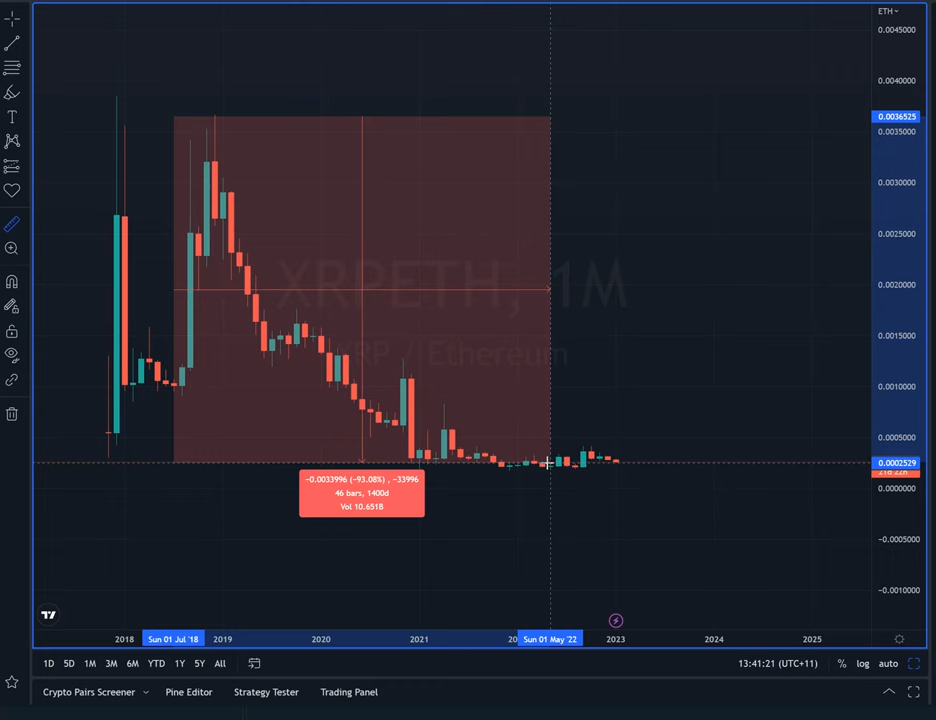 ETH
0.0045000
0.0040000
0.0036525
0.0035000
0.0030000
0.0025000
0.0020000
0.0015000
0.0010000
0.0005000
0.0002529
21d 22h
0.0000000
−0.0005000
−0.0010000
XRPETH, 1M
XRP / Ethereum
-0.0033996 (-93.08%) , -33996
46 bars, 1400d
Vol 10.651B
2018
Sun 01 Jul '18
2019
2020
2021
Sun 01 May '22
2023
2024
2025
1D 5D 1M 3M 6M YTD 1Y 5Y All
13:41:21 (UTC+11) % log auto
Crypto Pairs Screener Pine Editor Strategy Tester Trading Panel